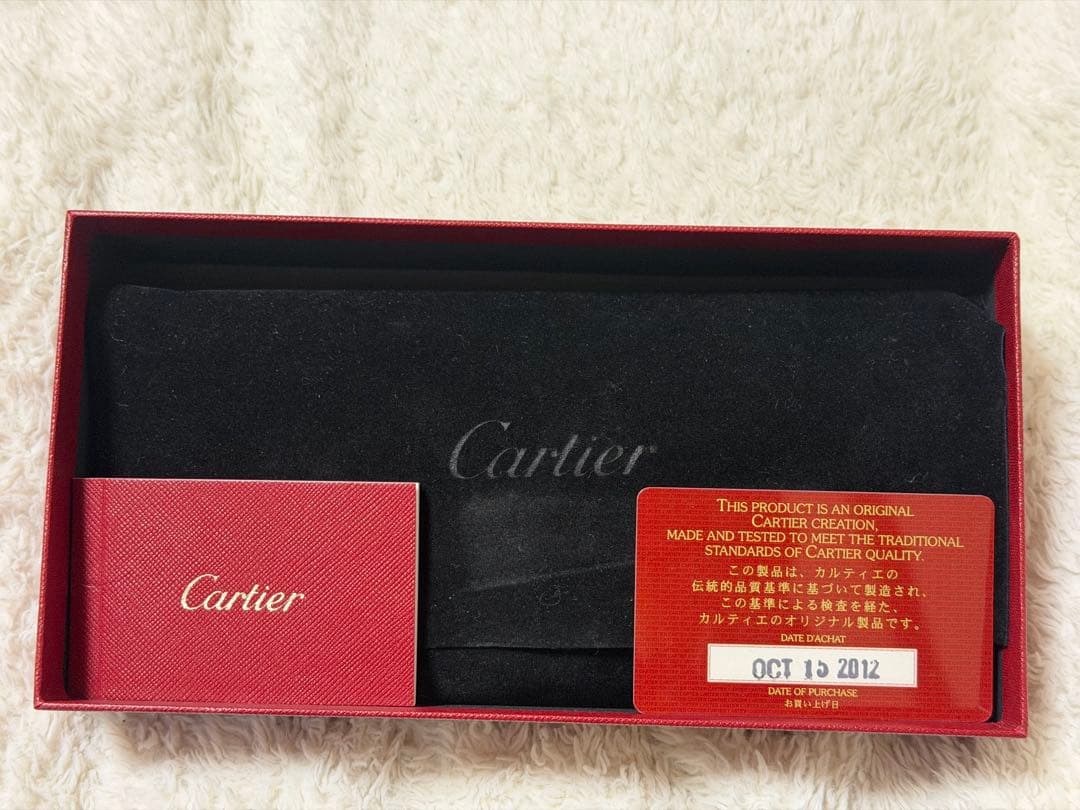 Cartier
Cartier
THIS PRODUCT IS AN ORIGINAL
CARTIER CREATION,
MADE AND TESTED TO MEET THE TRADITIONAL
STANDARDS OF CARTIER QUALITY.
この製品は、カルティエの
伝統的品質基準に基づいて製造され、
この基準による検査を経た、
カルティエのオリジナル製品です。
DATE D'ACHAT
OCT 15 2012
DATE OF PURCHASE
お買い上げ日